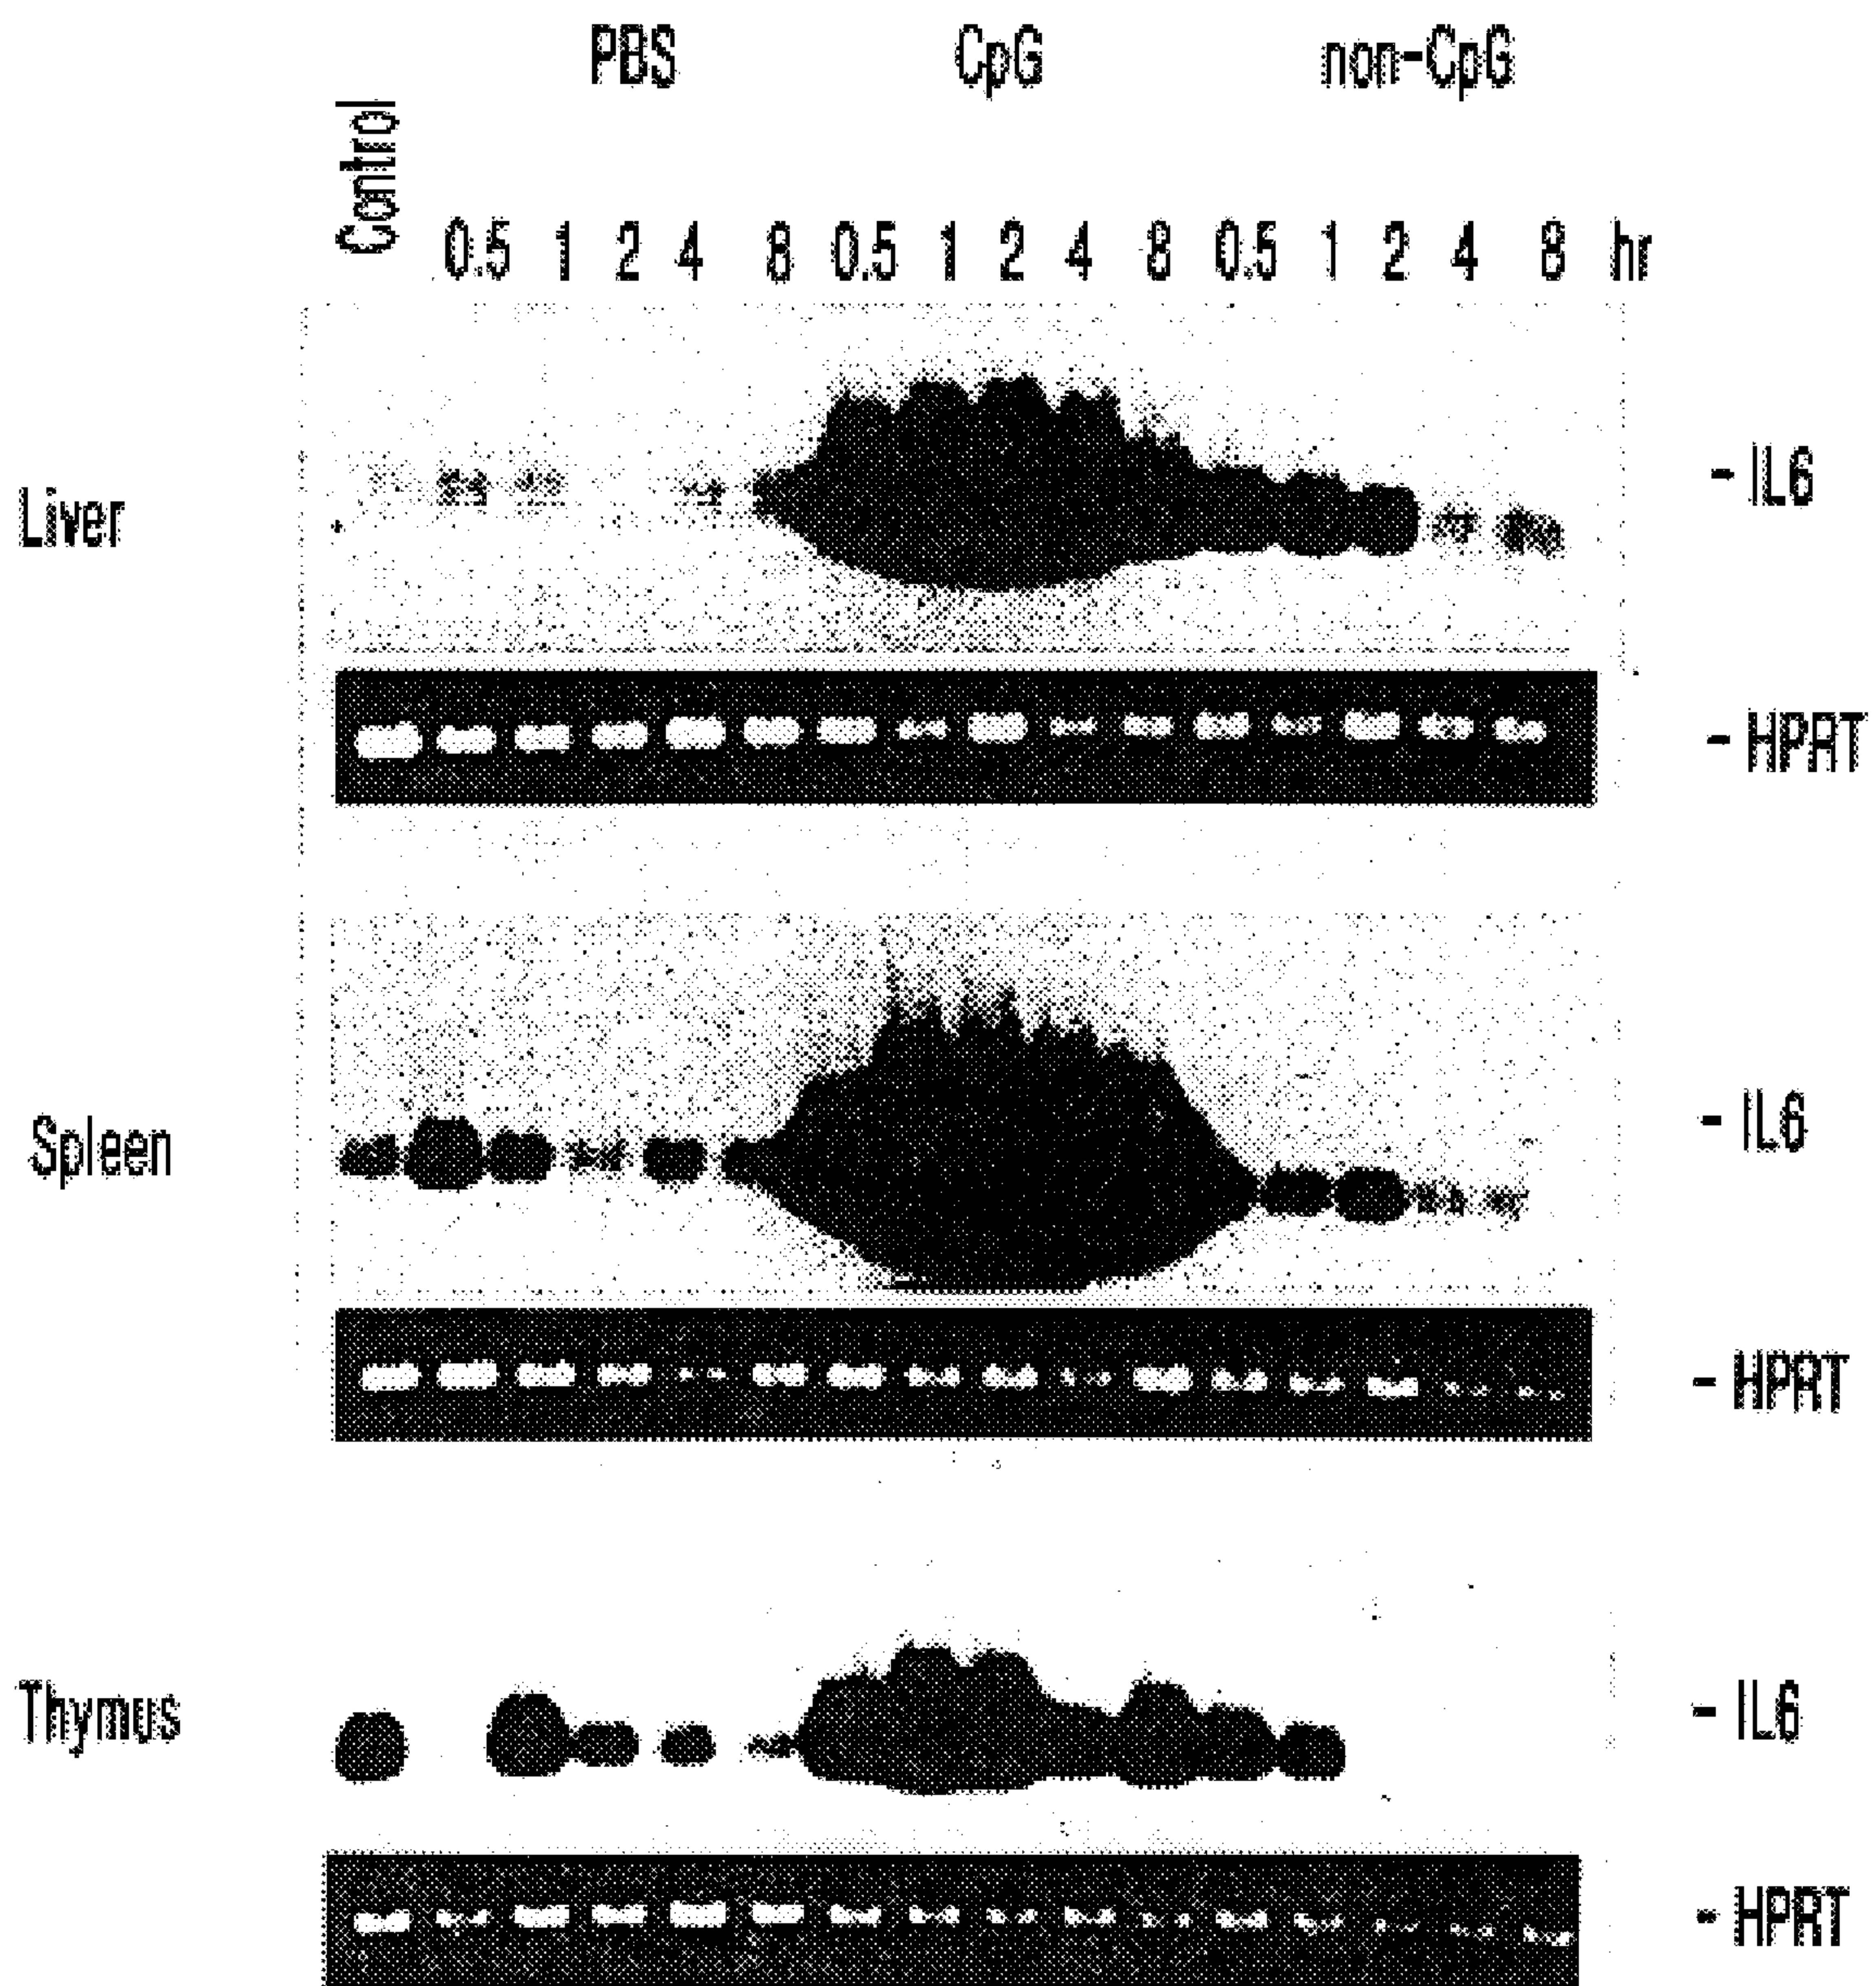 PBS CpG non-CpG
Control
0.5 1 2 4 8 0.5 1 2 4 8 0.5 1 2 4 8 hr
Liver
- IL6
- HPRT
Spleen
- IL6
- HPRT
Thymus
- IL6
- HPRT